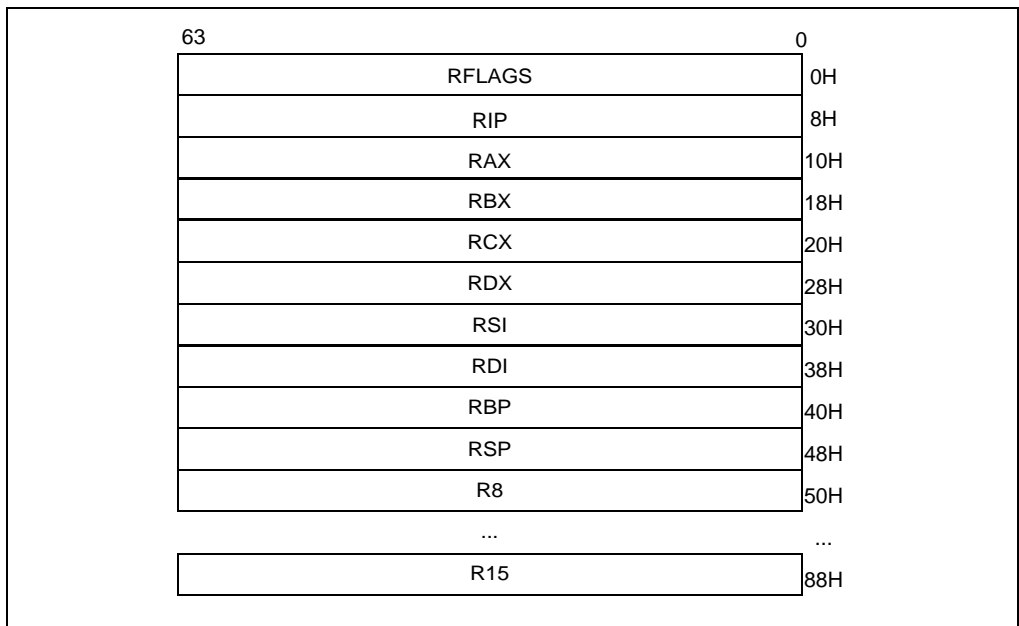 63 0
RFLAGS 0H
RIP 8H
RAX 10H
RBX 18H
RCX 20H
RDX 28H
RSI 30H
RDI 38H
RBP 40H
RSP 48H
R8 50H
... ...
R15 88H